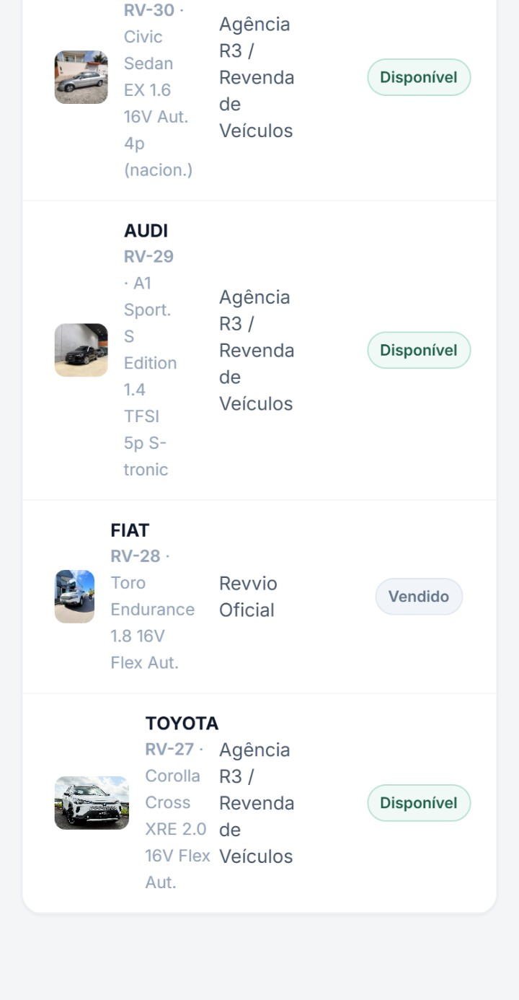 RV-30 ·
Civic
Sedan
EX 1.6
16V Aut.
4p
(nacion.)
Agência
R3 /
Revenda
de
Veículos
Disponível
AUDI
RV-29
· A1
Sport.
S
Edition
1.4
TFSI
5p S-
tronic
Agência
R3 /
Revenda
de
Veículos
Disponível
FIAT
RV-28 ·
Toro
Endurance
1.8 16V
Flex Aut.
Revvio
Oficial
Vendido
TOYOTA
RV-27 ·
Corolla
Cross
XRE 2.0
16V Flex
Aut.
Agência
R3 /
Revenda
de
Veículos
Disponível